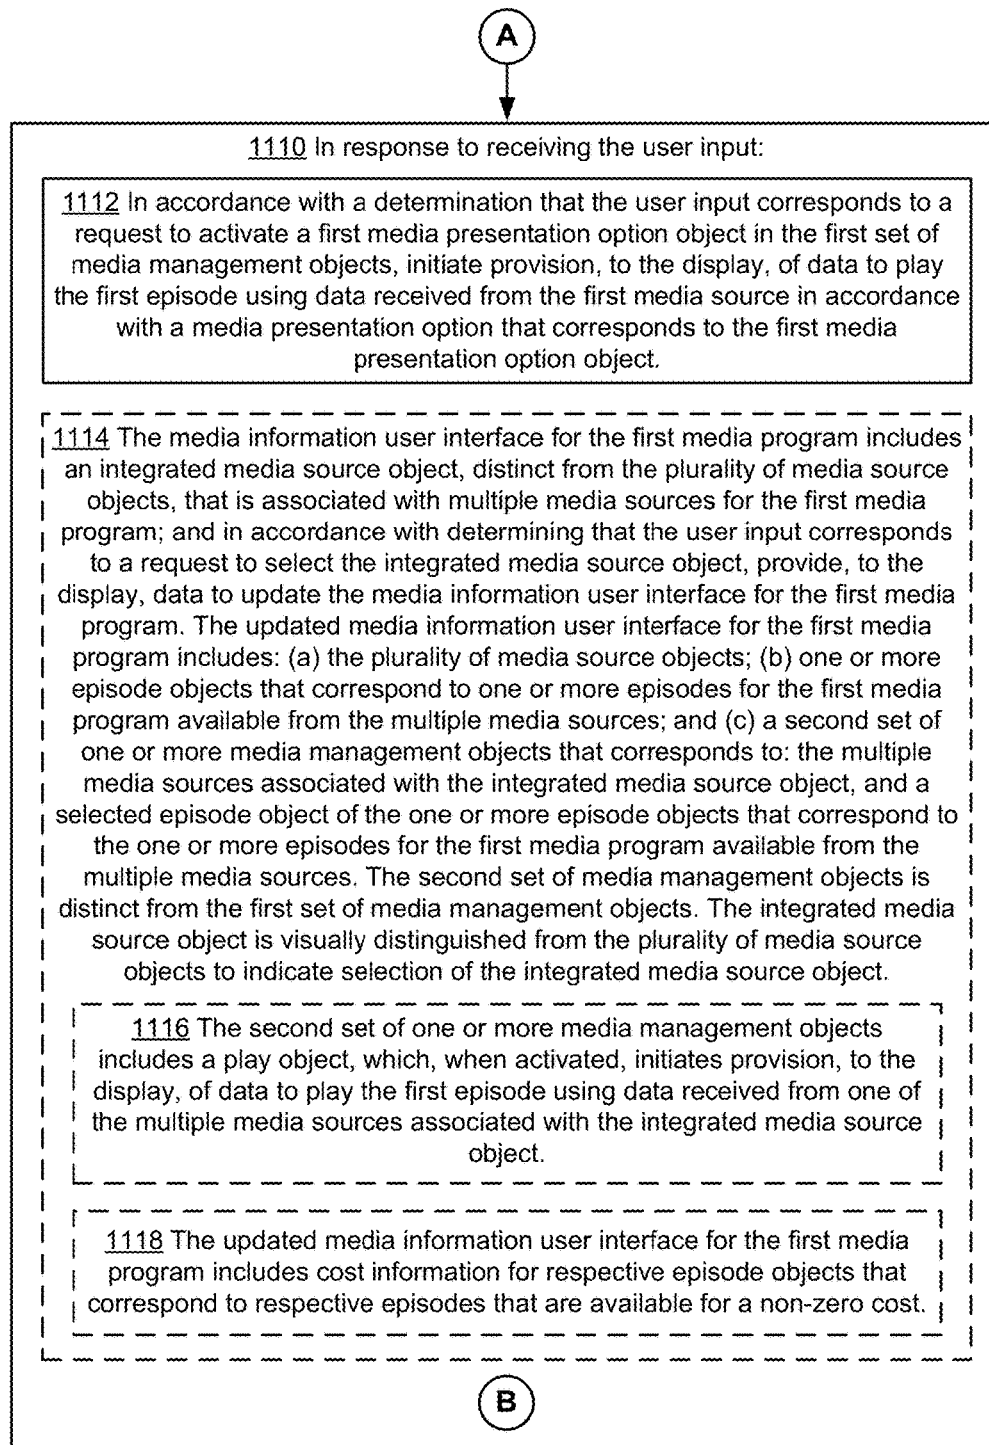 A
1110 In response to receiving the user input:
1112 In accordance with a determination that the user input corresponds to a
request to activate a first media presentation option object in the first set of
media management objects, initiate provision, to the display, of data to play
the first episode using data received from the first media source in accordance
with a media presentation option that corresponds to the first media
presentation option object.
1114 The media information user interface for the first media program includes
an integrated media source object, distinct from the plurality of media source
objects, that is associated with multiple media sources for the first media
program; and in accordance with determining that the user input corresponds
to a request to select the integrated media source object, provide, to the
display, data to update the media information user interface for the first media
program. The updated media information user interface for the first media
program includes: (a) the plurality of media source objects; (b) one or more
episode objects that correspond to one or more episodes for the first media
program available from the multiple media sources; and (c) a second set of
one or more media management objects that corresponds to: the multiple
media sources associated with the integrated media source object, and a
selected episode object of the one or more episode objects that correspond to
the one or more episodes for the first media program available from the
multiple media sources. The second set of media management objects is
distinct from the first set of media management objects. The integrated media
source object is visually distinguished from the plurality of media source
objects to indicate selection of the integrated media source object.
1116 The second set of one or more media management objects
includes a play object, which, when activated, initiates provision, to the
display, of data to play the first episode using data received from one of
the multiple media sources associated with the integrated media source
object.
1118 The updated media information user interface for the first media
program includes cost information for respective episode objects that
correspond to respective episodes that are available for a non-zero cost.
B